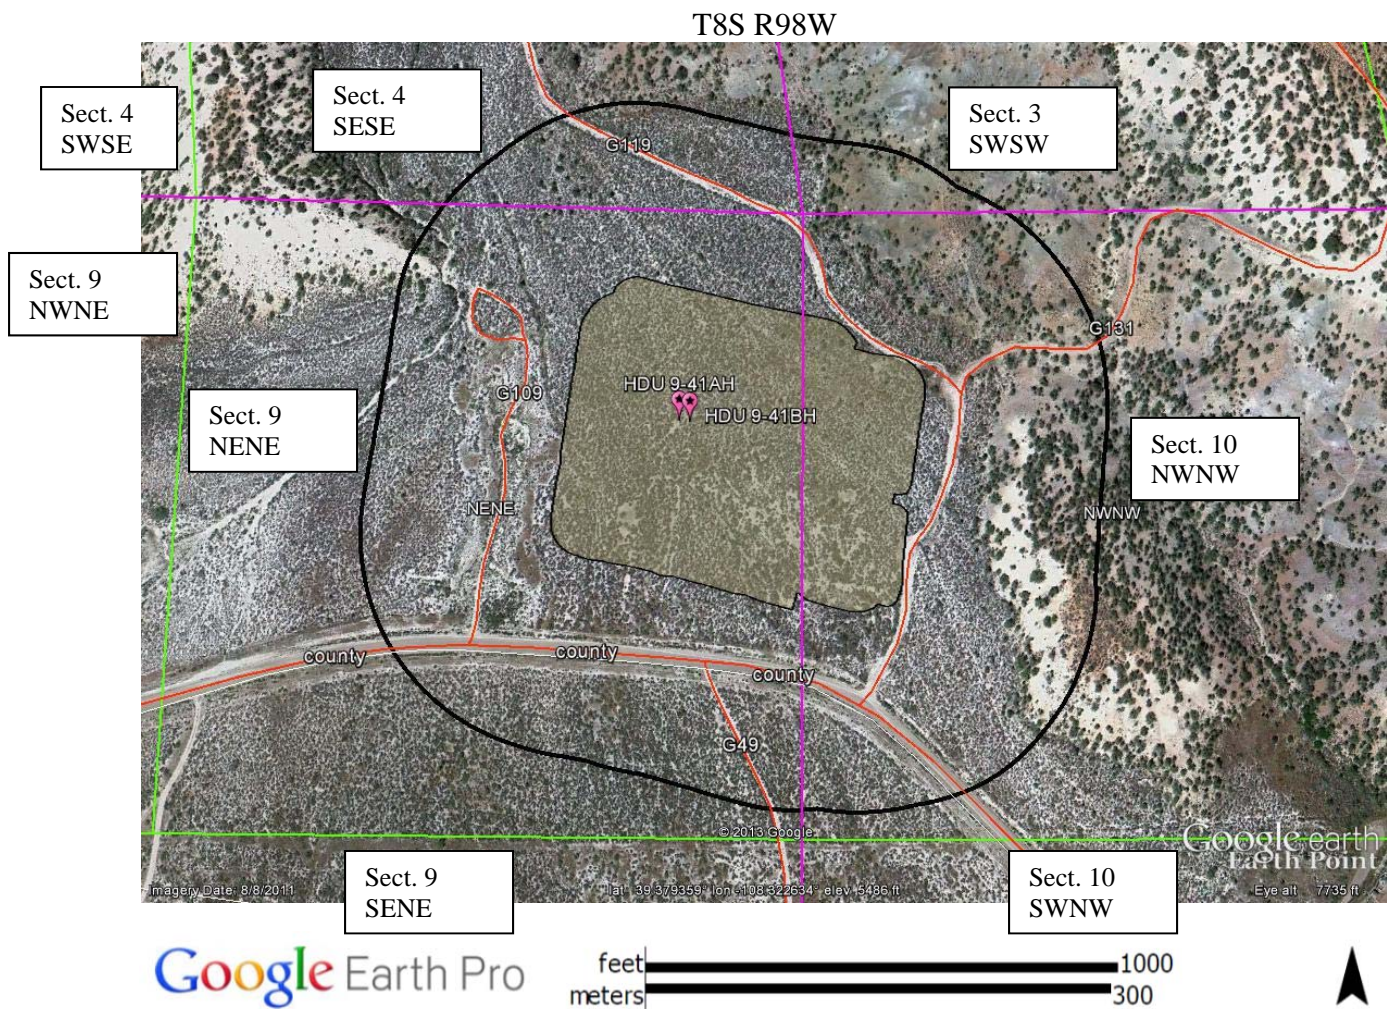 T8S R98W
Sect. 4
SESE
Sect. 4
SWSE
Sect. 3
SWSW
G119
Sect. 9
NWNE
G131
HDU 9-41AH
G109
HDU 9-41BH
Sect. 9
NENE
Sect. 10
NWNW
NENE
NWNW
county
county
county
G49
© 2013 Google
Google earth
Earth Point
Sect. 9
SENE
Sect. 10
SWNW
Imagery Date: 8/8/2011
lat 39.379359° lon -108.322634° elev 5486 ft
Eye alt 7735 ft
Google Earth Pro
feet 1000
meters 300